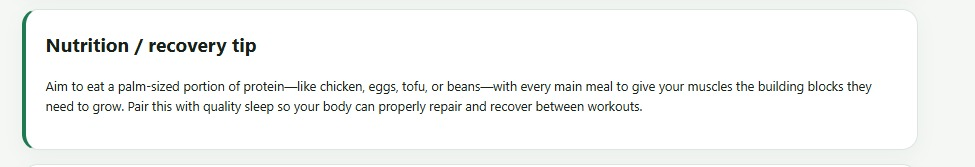 Nutrition / recovery tip
Aim to eat a palm-sized portion of protein—like chicken, eggs, tofu, or beans—with every main meal to give your muscles the building blocks they
need to grow. Pair this with quality sleep so your body can properly repair and recover between workouts.